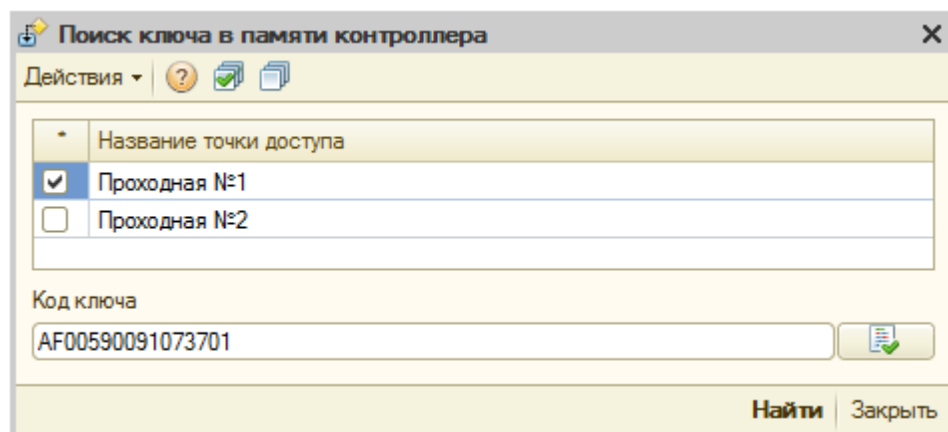 Поиск ключа в памяти контроллера
Действия
* Название точки доступа
Проходная №1
Проходная №2
Код ключа
AF00590091073701
Найти Закрыть